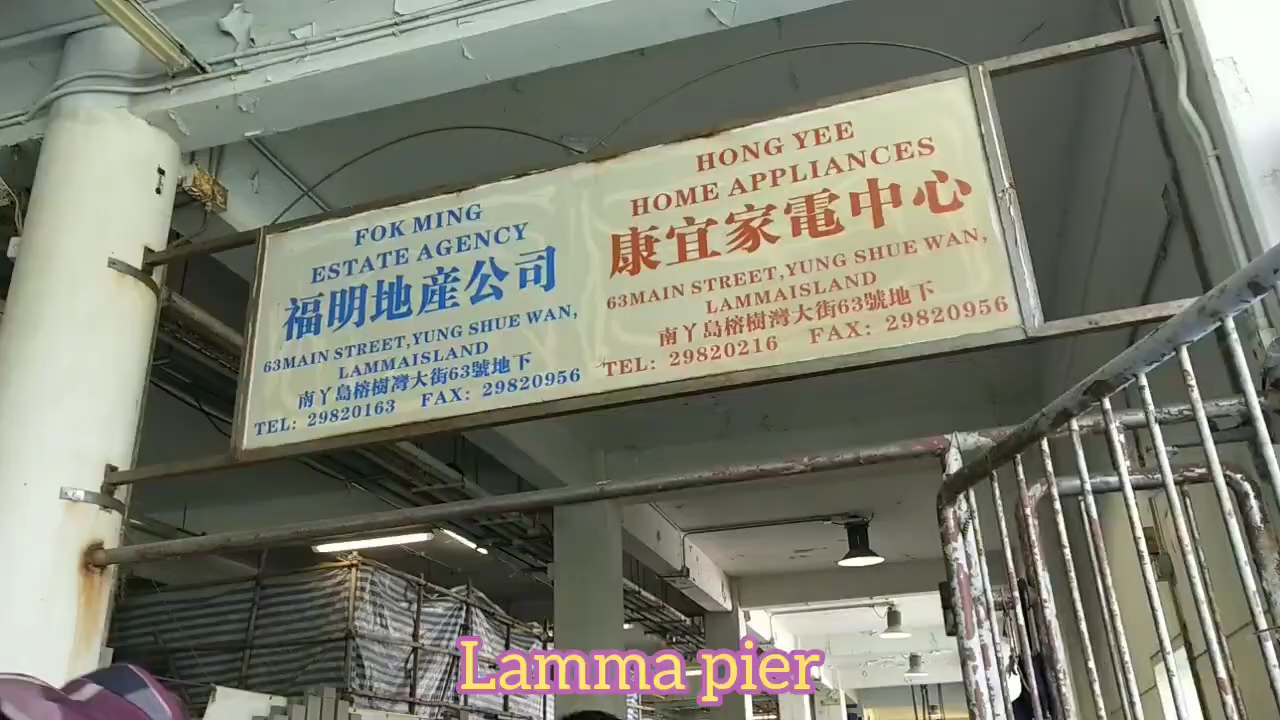 FOK MING
ESTATE AGENCY
福明地產公司
63MAIN STREET,YUNG SHUE WAN,
LAMMAISLAND
南丫島榕樹灣大街63號地下
TEL: 29820163 FAX: 29820956
HONG YEE
HOME APPLIANCES
康宜家電中心
63MAIN STREET,YUNG SHUE WAN,
LAMMAISLAND
南丫島榕樹灣大街63號地下
TEL: 29820216 FAX: 29820956
Lamma pier